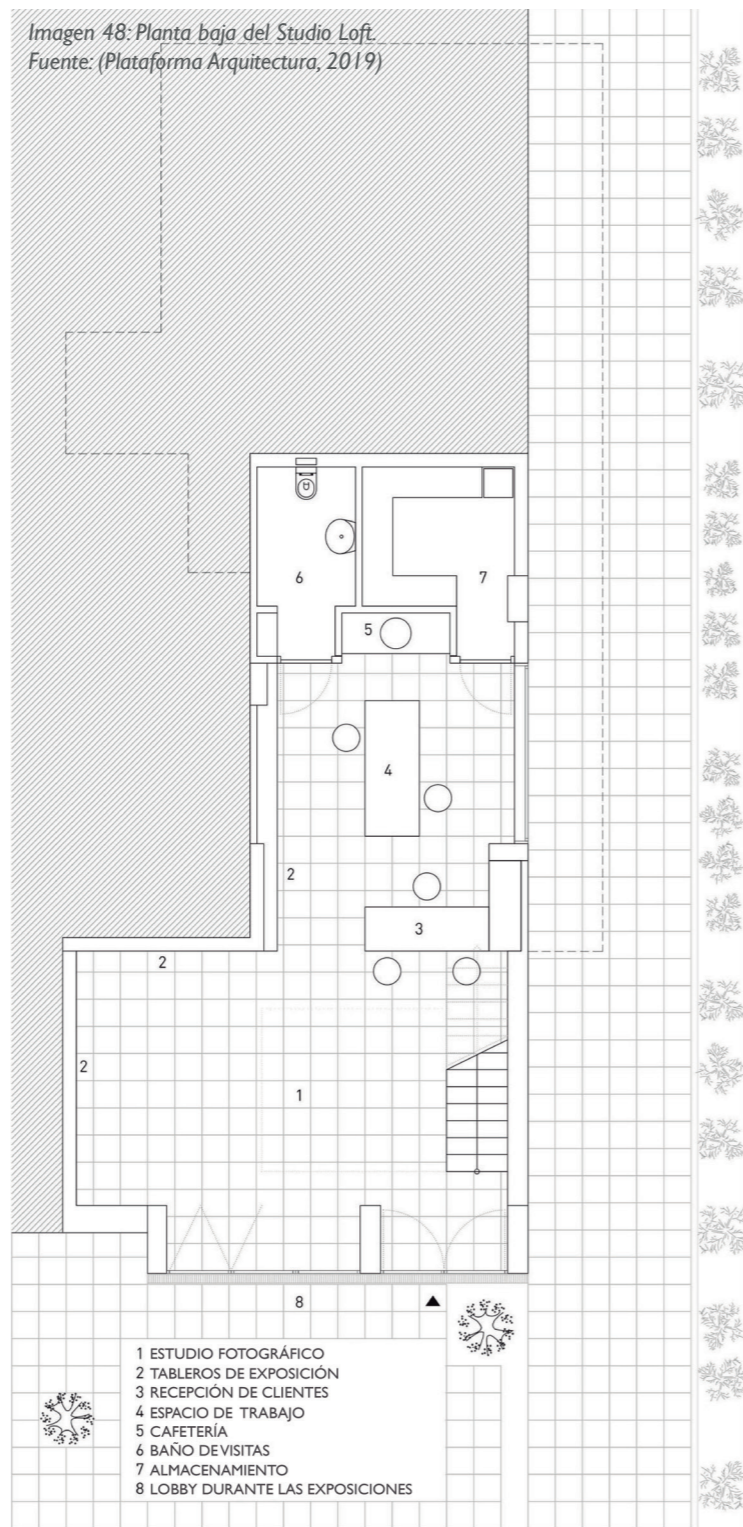 Imagen 48: Planta baja del Studio Loft.
Fuente: (Plataforma Arquitectura, 2019)
6
7
5
4
2
3
2
2
1
8
1 ESTUDIO FOTOGRÁFICO
2 TABLEROS DE EXPOSICIÓN
3 RECEPCIÓN DE CLIENTES
4 ESPACIO DE TRABAJO
5 CAFETERÍA
6 BAÑO DE VISITAS
7 ALMACENAMIENTO
8 LOBBY DURANTE LAS EXPOSICIONES